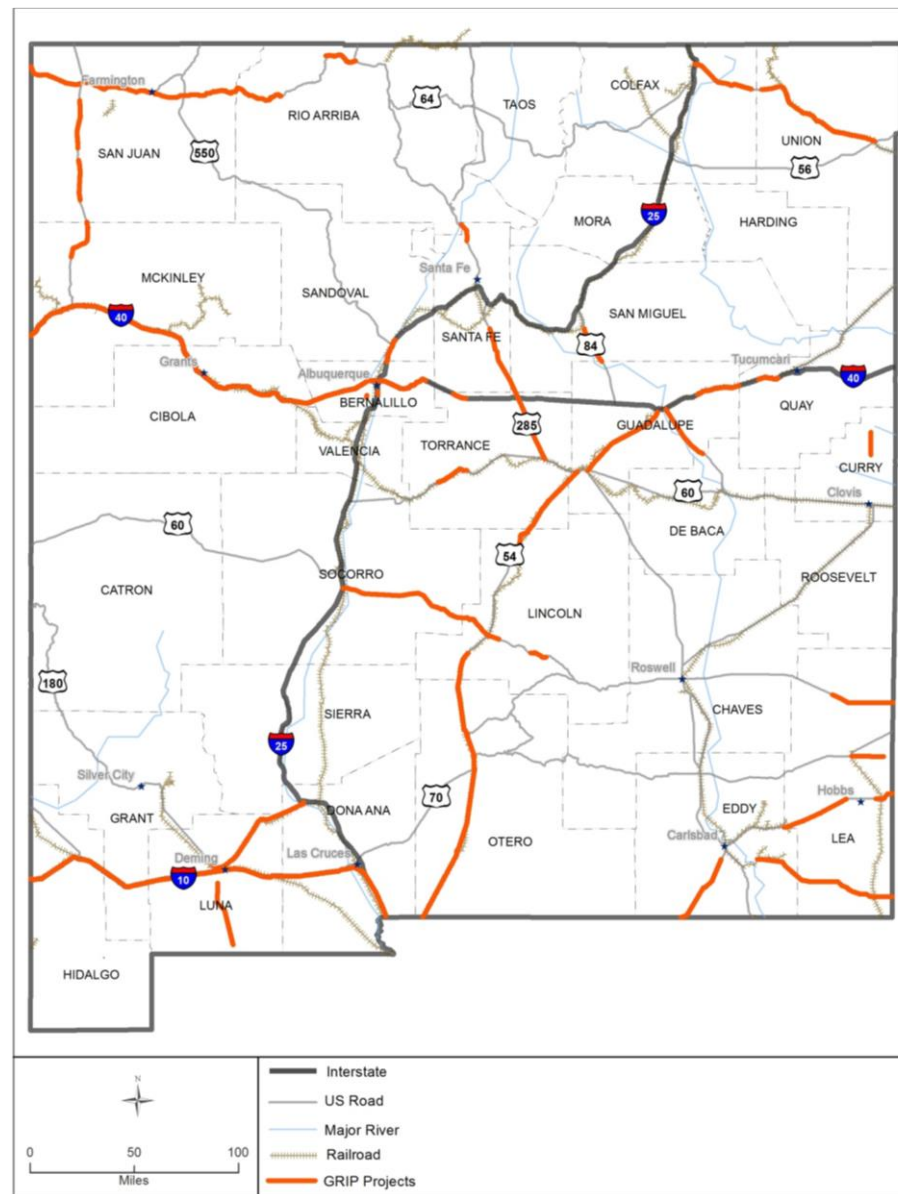 COLFAX
Farmington
64
TAOS
RIO ARRIBA
UNION
SAN JUAN
550
56
25
MORA
HARDING
Santa Fe
MCKINLEY
SANDOVAL
40
SAN MIGUEL
SANTA FE
84
Tucumcari
Grants
Albuquerque
40
BERNALILLO
QUAY
CIBOLA
285
GUADALUPE
TORRANCE
VALENCIA
CURRY
60
Clovis
60
DE BACA
54
SOCORRO
ROOSEVELT
CATRON
LINCOLN
Roswell
180
CHAVES
SIERRA
25
Silver City
70
Hobbs
DONA ANA
EDDY
GRANT
OTERO
Carlsbad
LEA
Deming
Las Cruces
10
LUNA
HIDALGO
N
0 50 100
Miles
Interstate
US Road
Major River
Railroad
GRIP Projects